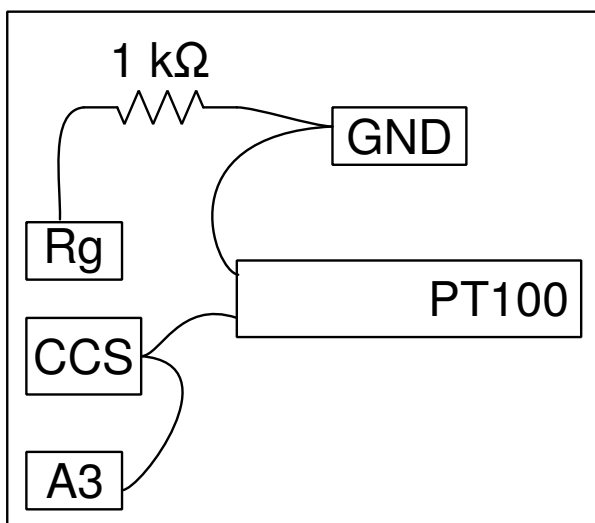 1 kΩ
GND
Rg
PT100
CCS
A3